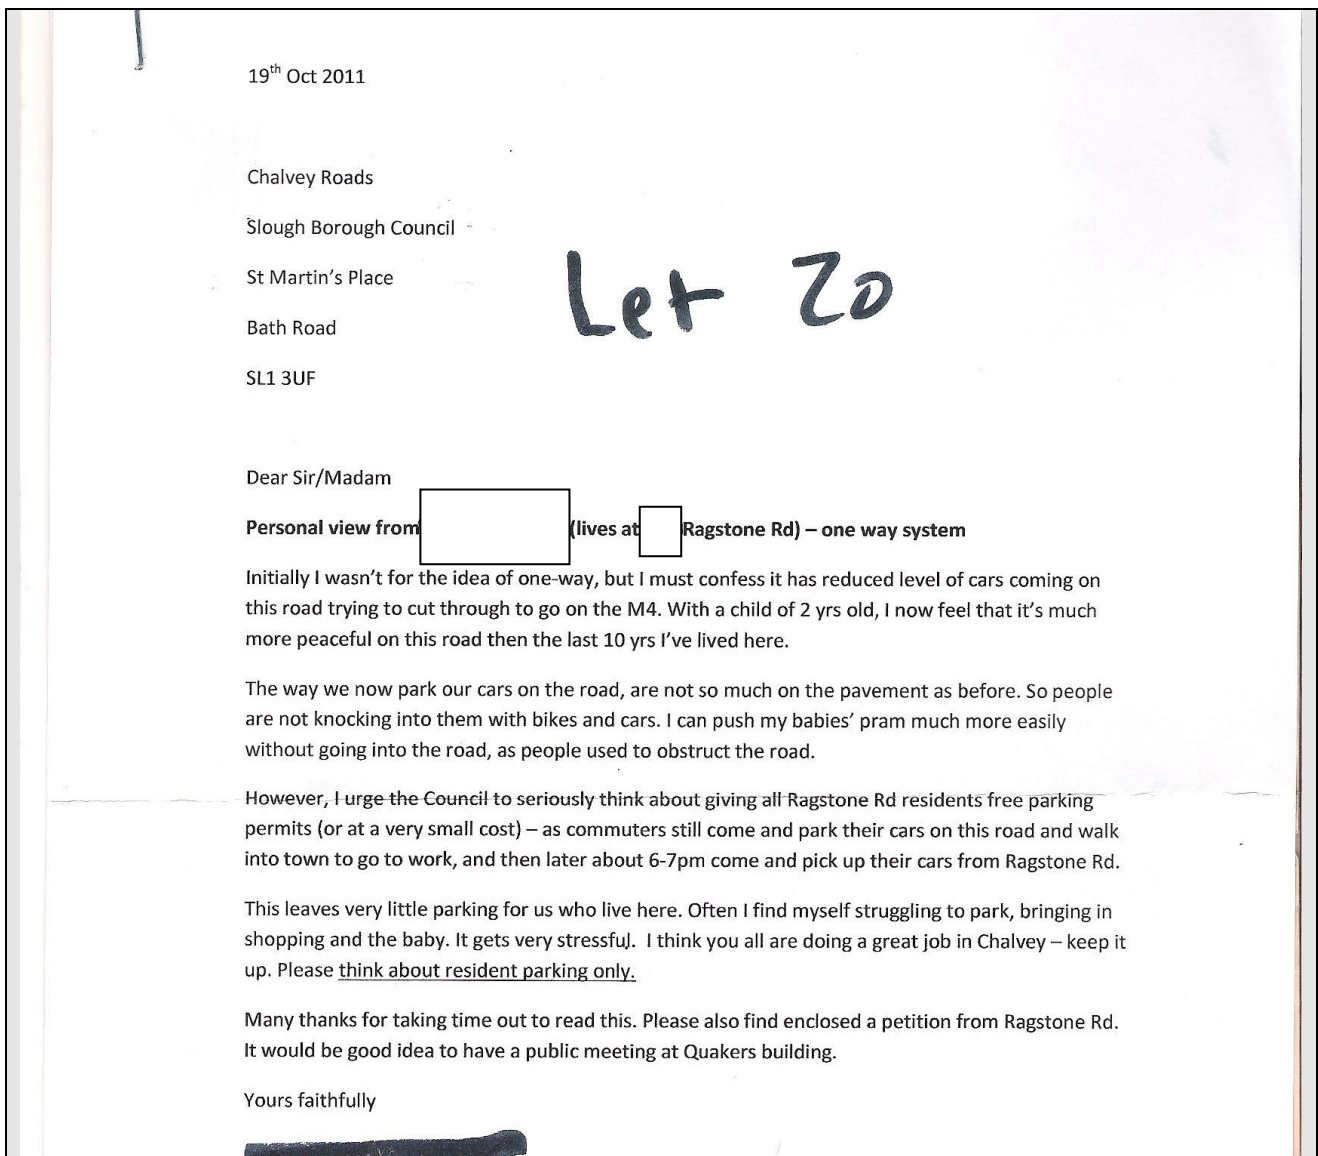 19th Oct 2011
Chalvey Roads
Slough Borough Council
St Martin's Place
Bath Road
SL1 3UF
Let 20
Dear Sir/Madam
Personal view from (lives at Ragstone Rd) – one way system
Initially I wasn't for the idea of one-way, but I must confess it has reduced level of cars coming on
this road trying to cut through to go on the M4. With a child of 2 yrs old, I now feel that it's much
more peaceful on this road then the last 10 yrs I've lived here.
The way we now park our cars on the road, are not so much on the pavement as before. So people
are not knocking into them with bikes and cars. I can push my babies' pram much more easily
without going into the road, as people used to obstruct the road.
However, I urge the Council to seriously think about giving all Ragstone Rd residents free parking
permits (or at a very small cost) – as commuters still come and park their cars on this road and walk
into town to go to work, and then later about 6-7pm come and pick up their cars from Ragstone Rd.
This leaves very little parking for us who live here. Often I find myself struggling to park, bringing in
shopping and the baby. It gets very stressful. I think you all are doing a great job in Chalvey – keep it
up. Please think about resident parking only.
Many thanks for taking time out to read this. Please also find enclosed a petition from Ragstone Rd.
It would be good idea to have a public meeting at Quakers building.
Yours faithfully